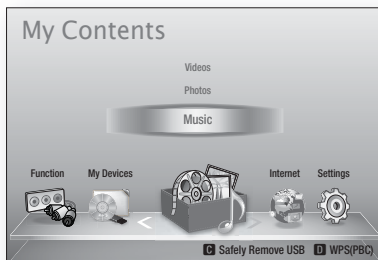 My Contents
Videos
Photos
Music
Function My Devices Internet Settings
C Safely Remove USB D WPS(PBC)